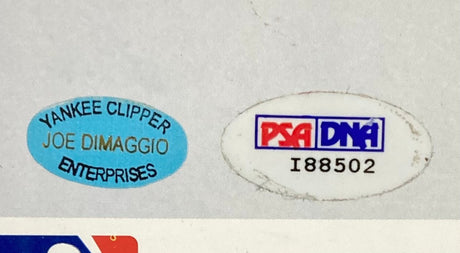 YANKEE CLIPPER
JOE DIMAGGIO
ENTERPRISES
PSA DNA
I88502